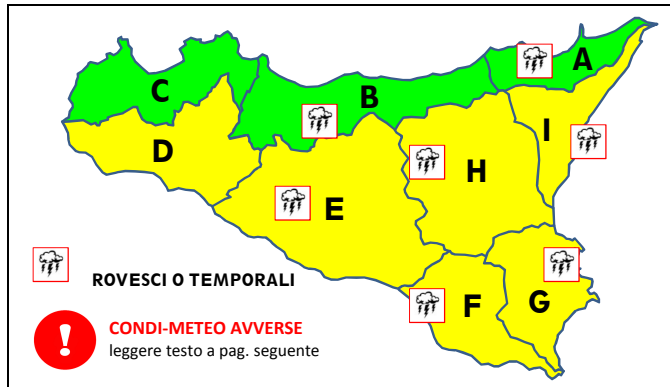 A
C
B
I
D
H
E
F
G
ROVESCI O TEMPORALI
!
CONDI-METEO AVVERSE
leggere testo a pag. seguente